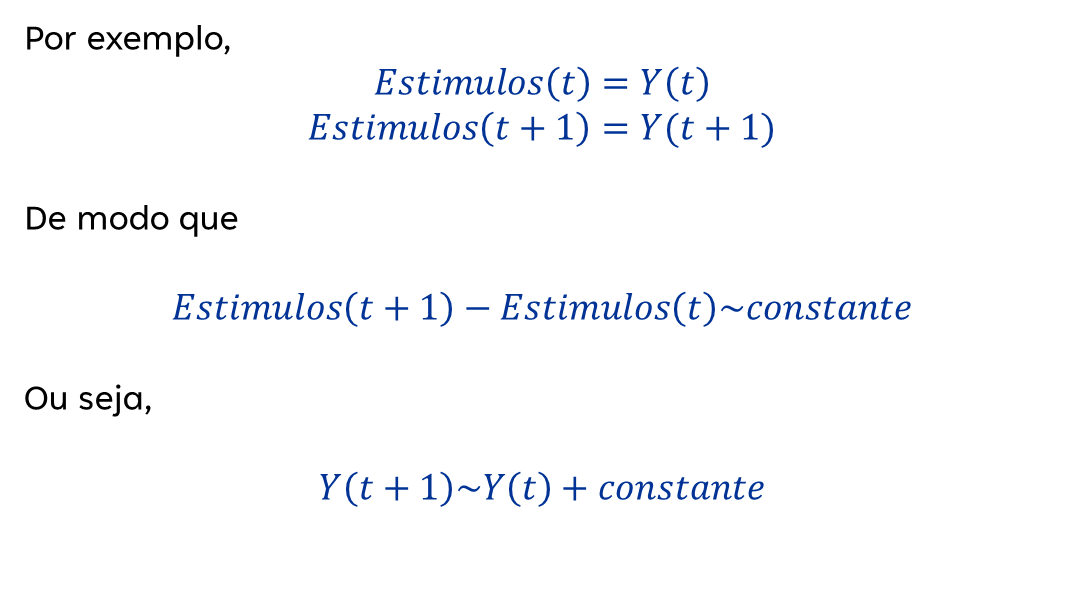 Por exemplo,
Estimulos(t) = Y(t)
Estimulos(t + 1) = Y(t + 1)
De modo que
Estimulos(t + 1) − Estimulos(t)~constante
Ou seja,
Y(t + 1)~Y(t) + constante